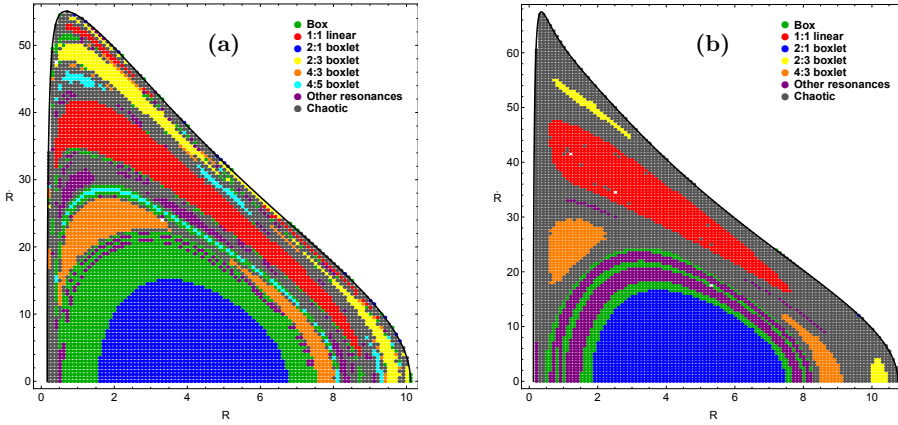 (a)
Box
1:1 linear
2:1 boxlet
2:3 boxlet
4:3 boxlet
4:5 boxlet
Other resonances
Chaotic
50
40
30
20
10
0
Ṙ
0 2 4 6 8 10
R
(b)
Box
1:1 linear
2:1 boxlet
2:3 boxlet
4:3 boxlet
Other resonances
Chaotic
60
50
40
30
20
10
0
Ṙ
0 2 4 6 8 10
R